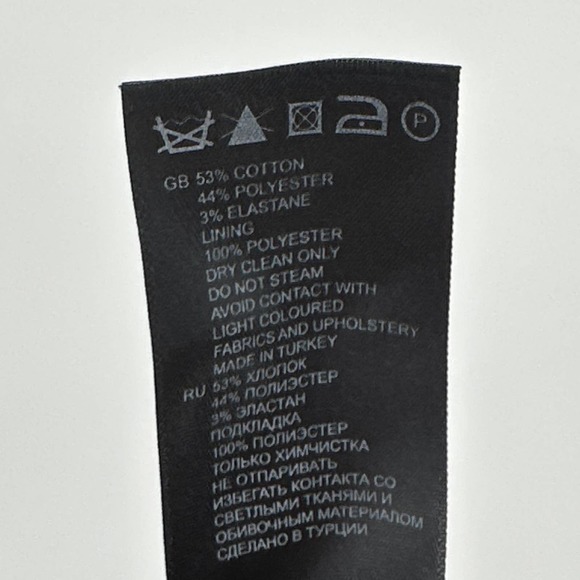 P
GB 53% COTTON
44% POLYESTER
3% ELASTANE
LINING
100% POLYESTER
DRY CLEAN ONLY
DO NOT STEAM
AVOID CONTACT WITH
LIGHT COLOURED
FABRICS AND UPHOLSTERY
MADE IN TURKEY
RU 53% ХЛОПОК
44% ПОЛИЭСТЕР
3% ЭЛАСТАН
ПОДКЛАДКА
100% ПОЛИЭСТЕР
ТОЛЬКО ХИМЧИСТКА
НЕ ОТПАРИВАТЬ
ИЗБЕГАТЬ КОНТАКТА СО
СВЕТЛЫМИ ТКАНЯМИ И
ОБИВОЧНЫМ МАТЕРИАЛОМ
СДЕЛАНО В ТУРЦИИ